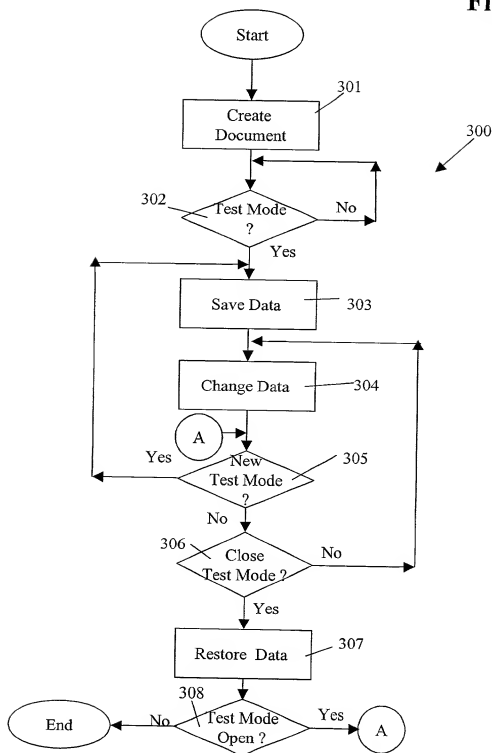 Fi
Start
301
Create
Document
300
302
Test Mode
?
No
Yes
Save Data
303
Change Data
304
A
Yes
New
Test Mode
?
305
No
306
Close
Test Mode ?
No
Yes
Restore Data
307
308
End
No
Test Mode
Open ?
Yes
A